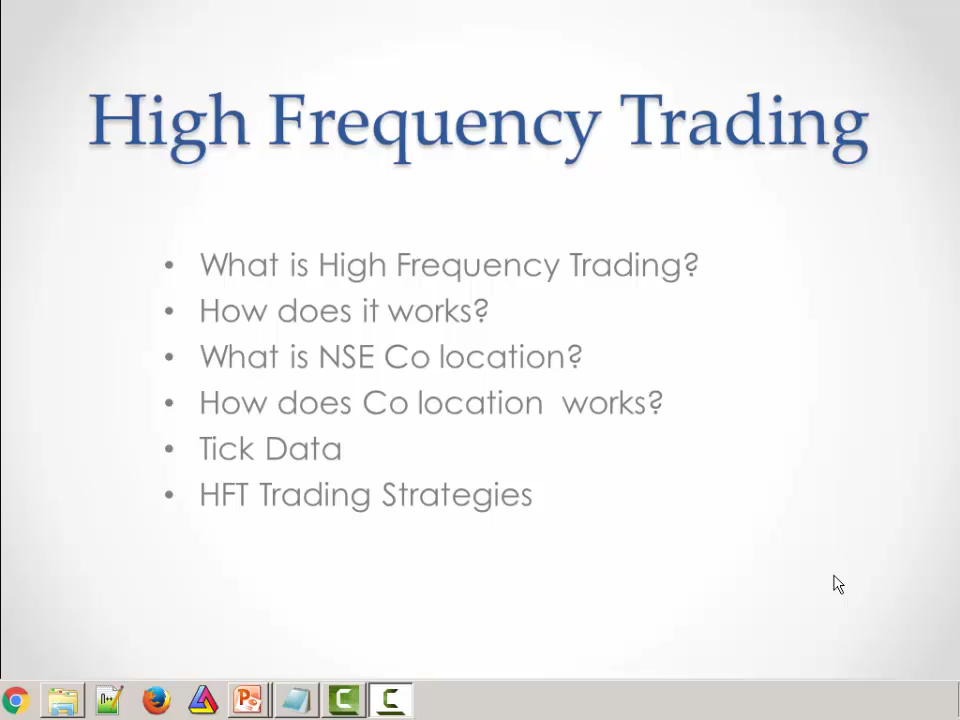 High Frequency Trading
• What is High Frequency Trading?
• How does it works?
• What is NSE Co location?
• How does Co location  works?
• Tick Data
• HFT Trading Strategies